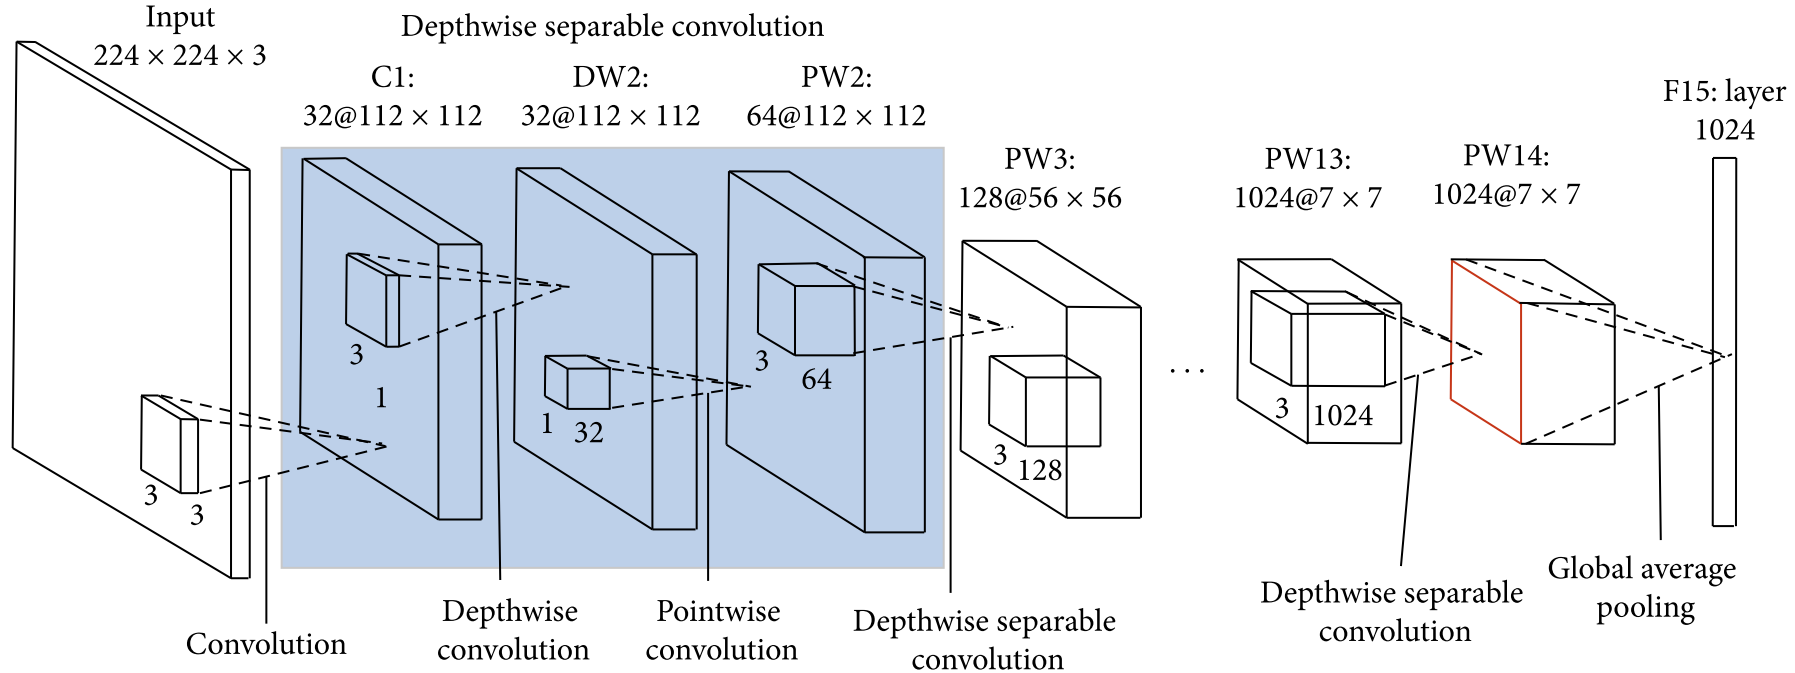 Input
224 × 224 × 3
Depthwise separable convolution
C1:
32@112 × 112
DW2:
32@112 × 112
PW2:
64@112 × 112
PW3:
128@56 × 56
PW13:
1024@7 × 7
PW14:
1024@7 × 7
F15: layer
1024
3
3
3
1
1
32
3
64
3
128
. . .
3
1024
Convolution
Depthwise
convolution
Pointwise
convolution
Depthwise separable
convolution
Depthwise separable
convolution
Global average
pooling